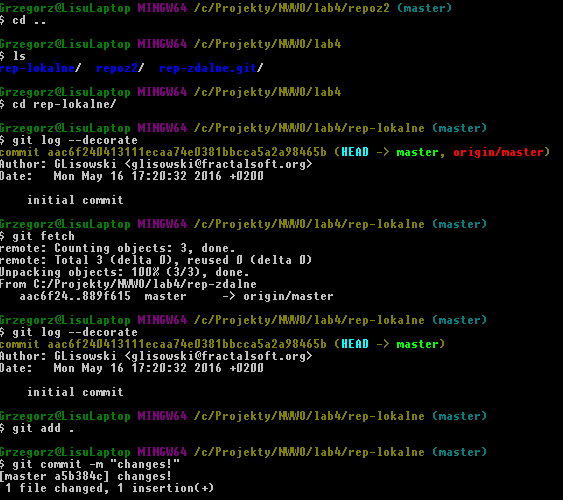 Grzegorz@LisuLaptop MINGW64 /c/Projekty/NWWO/lab4/repoz2 (master)
$ cd ..
Grzegorz@LisuLaptop MINGW64 /c/Projekty/NWWO/lab4
$ ls
rep-lokalne/ repoz2/ rep-zdalne.git/
Grzegorz@LisuLaptop MINGW64 /c/Projekty/NWWO/lab4
$ cd rep-lokalne/
Grzegorz@LisuLaptop MINGW64 /c/Projekty/NWWO/lab4/rep-lokalne (master)
$ git log --decorate
commit aac6f240413111ecaa74e0381bbcca5a2a98465b (HEAD -> master, origin/master)
Author: GLisowski <glisowski@fractalsoft.org>
Date: Mon May 16 17:20:32 2016 +0200
initial commit
Grzegorz@LisuLaptop MINGW64 /c/Projekty/NWWO/lab4/rep-lokalne (master)
$ git fetch
remote: Counting objects: 3, done.
remote: Total 3 (delta 0), reused 0 (delta 0)
Unpacking objects: 100% (3/3), done.
From C:/Projekty/NWWO/lab4/rep-zdalne
aac6f24..889f615 master -> origin/master
Grzegorz@LisuLaptop MINGW64 /c/Projekty/NWWO/lab4/rep-lokalne (master)
$ git log --decorate
commit aac6f240413111ecaa74e0381bbcca5a2a98465b (HEAD -> master)
Author: GLisowski <glisowski@fractalsoft.org>
Date: Mon May 16 17:20:32 2016 +0200
initial commit
Grzegorz@LisuLaptop MINGW64 /c/Projekty/NWWO/lab4/rep-lokalne (master)
$ git add .
Grzegorz@LisuLaptop MINGW64 /c/Projekty/NWWO/lab4/rep-lokalne (master)
$ git commit -m "changes!"
[master a5b384c] changes!
1 file changed, 1 insertion(+)